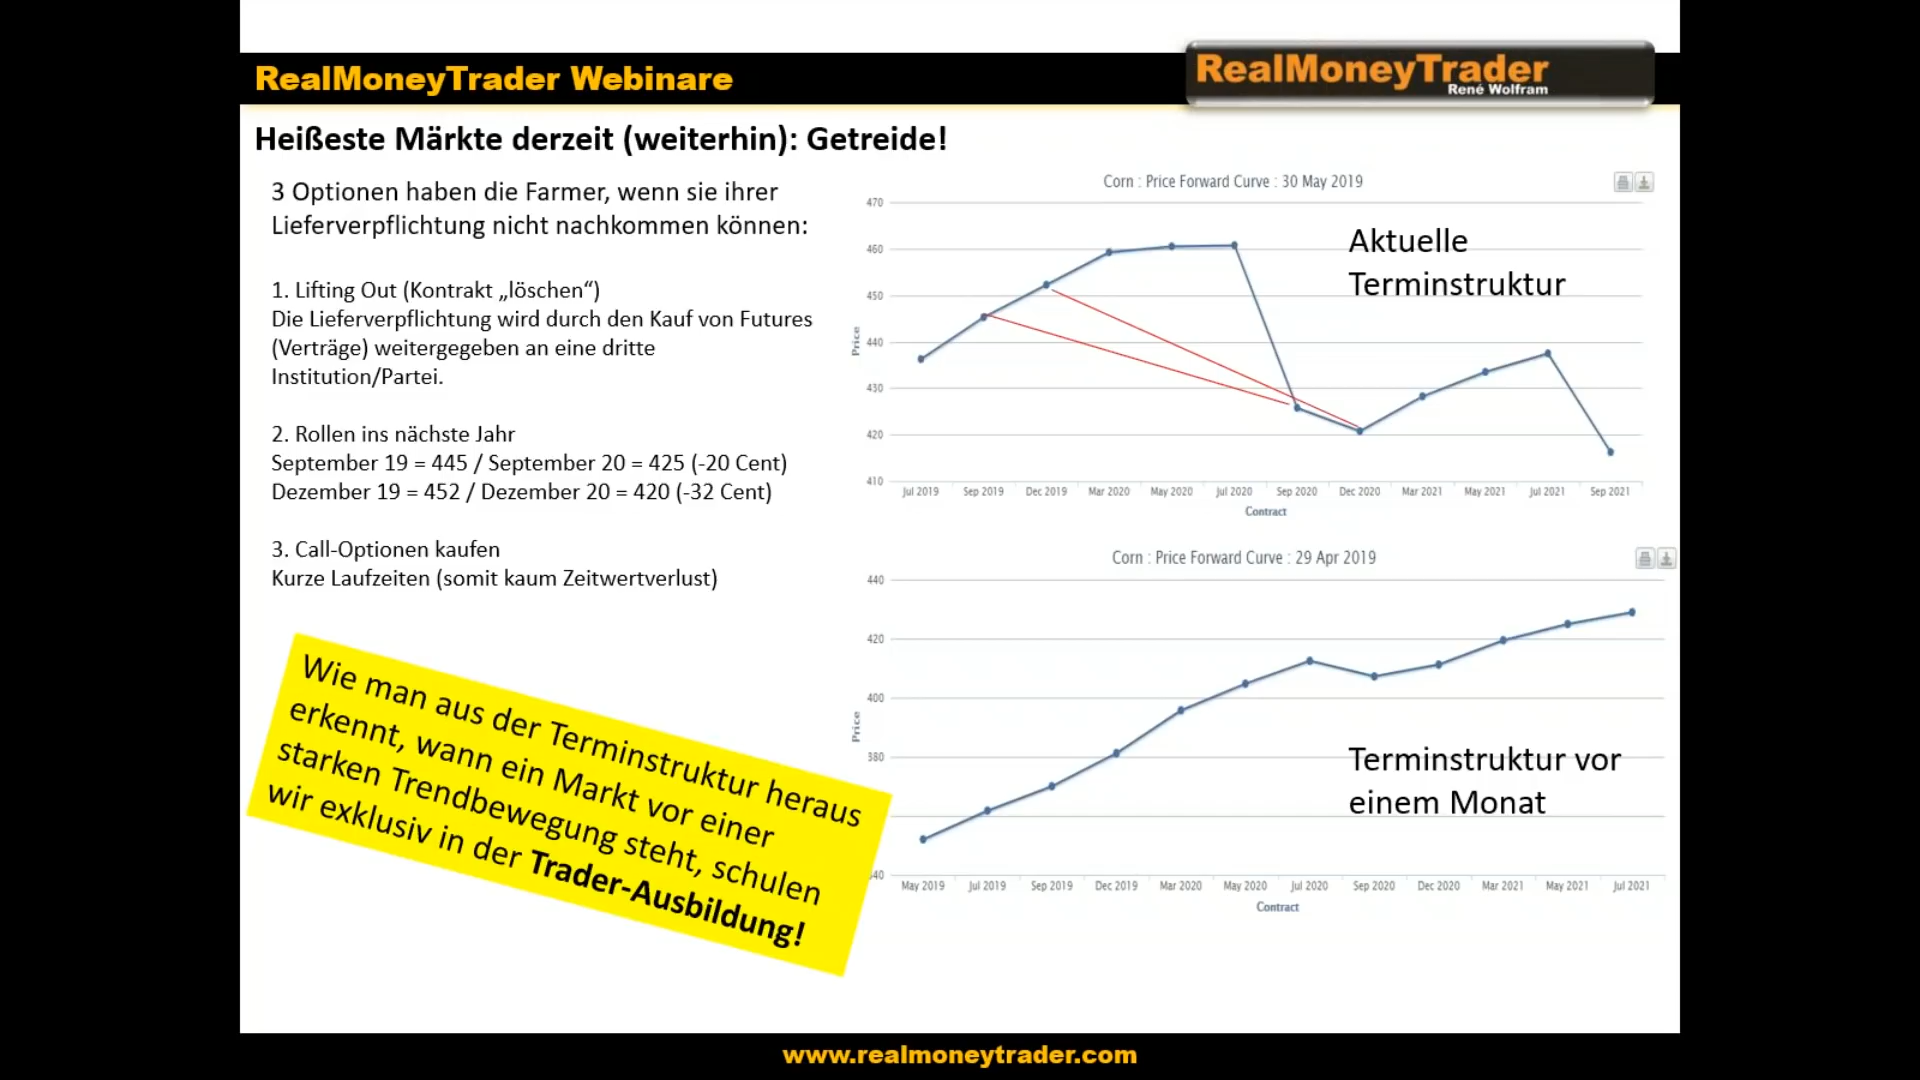 RealMoneyTrader Webinare
RealMoneyTrader
René Wolfram
Heißeste Märkte derzeit (weiterhin): Getreide!
3 Optionen haben die Farmer, wenn sie ihrer
Lieferverpflichtung nicht nachkommen können:
1. Lifting Out (Kontrakt „löschen“)
Die Lieferverpflichtung wird durch den Kauf von Futures
(Verträge) weitergegeben an eine dritte
Institution/Partei.
2. Rollen ins nächste Jahr
September 19 = 445 / September 20 = 425 (-20 Cent)
Dezember 19 = 452 / Dezember 20 = 420 (-32 Cent)
3. Call-Optionen kaufen
Kurze Laufzeiten (somit kaum Zeitwertverlust)
Wie man aus der Terminstruktur heraus
erkennt, wann ein Markt vor einer
starken Trendbewegung steht, schulen
wir exklusiv in der Trader-Ausbildung!
Corn : Price Forward Curve : 30 May 2019
470
460
450
440
430
420
410
Price
Aktuelle
Terminstruktur
Jul 2019 Sep 2019 Dec 2019 Mar 2020 May 2020 Jul 2020 Sep 2020 Dec 2020 Mar 2021 May 2021 Jul 2021 Sep 2021
Contract
Corn : Price Forward Curve : 29 Apr 2019
440
420
400
380
40
Price
Terminstruktur vor
einem Monat
May 2019 Jul 2019 Sep 2019 Dec 2019 Mar 2020 May 2020 Jul 2020 Sep 2020 Dec 2020 Mar 2021 May 2021 Jul 2021
Contract
www.realmoneytrader.com